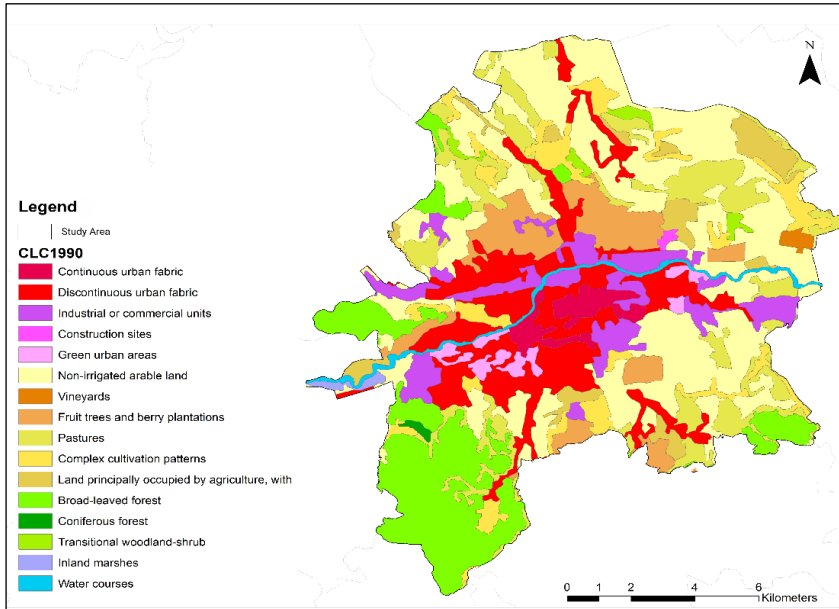 N
Legend
Study Area
CLC1990
Continuous urban fabric
Discontinuous urban fabric
Industrial or commercial units
Construction sites
Green urban areas
Non-irrigated arable land
Vineyards
Fruit trees and berry plantations
Pastures
Complex cultivation patterns
Land principally occupied by agriculture, with
Broad-leaved forest
Coniferous forest
Transitional woodland-shrub
Inland marshes
Water courses
0 1 2 4 6
Kilometers